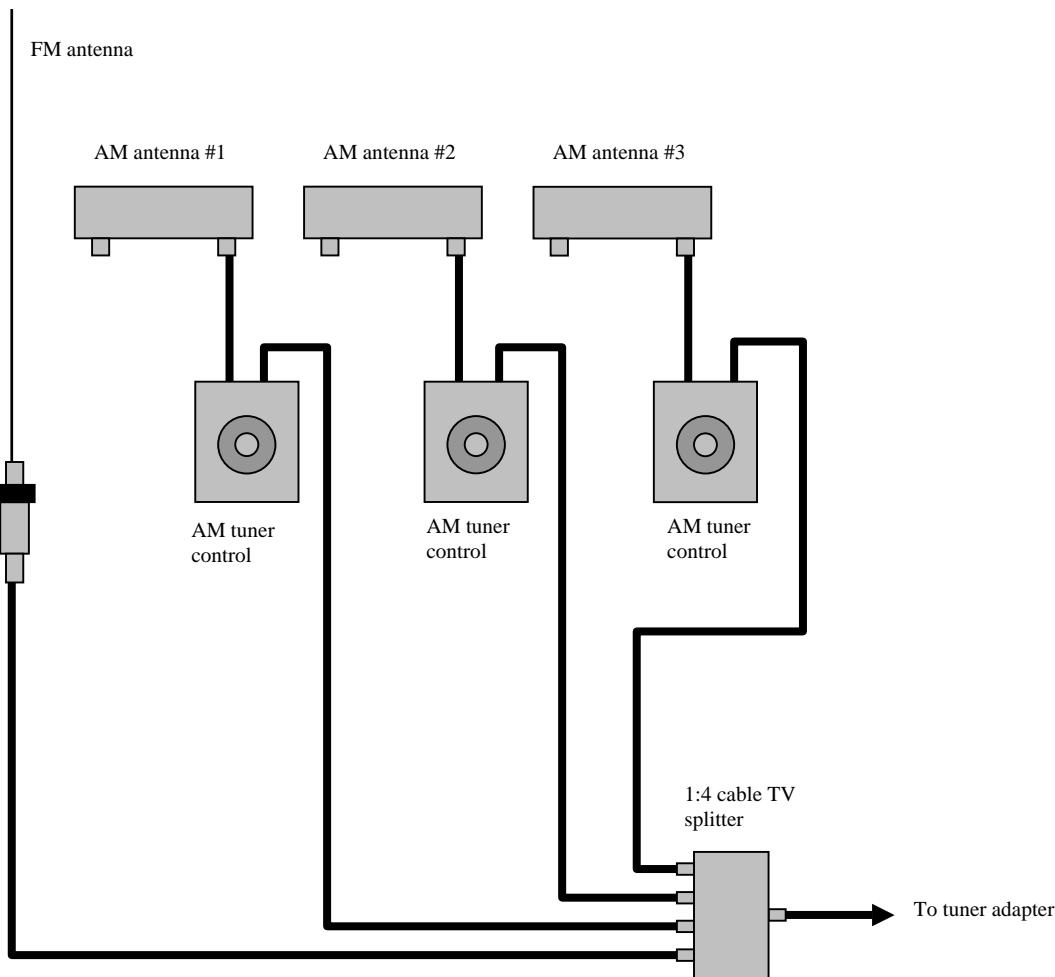 FM antenna
AM antenna #1
AM antenna #2
AM antenna #3
AM tuner
control
AM tuner
control
AM tuner
control
1:4 cable TV
splitter
To tuner adapter